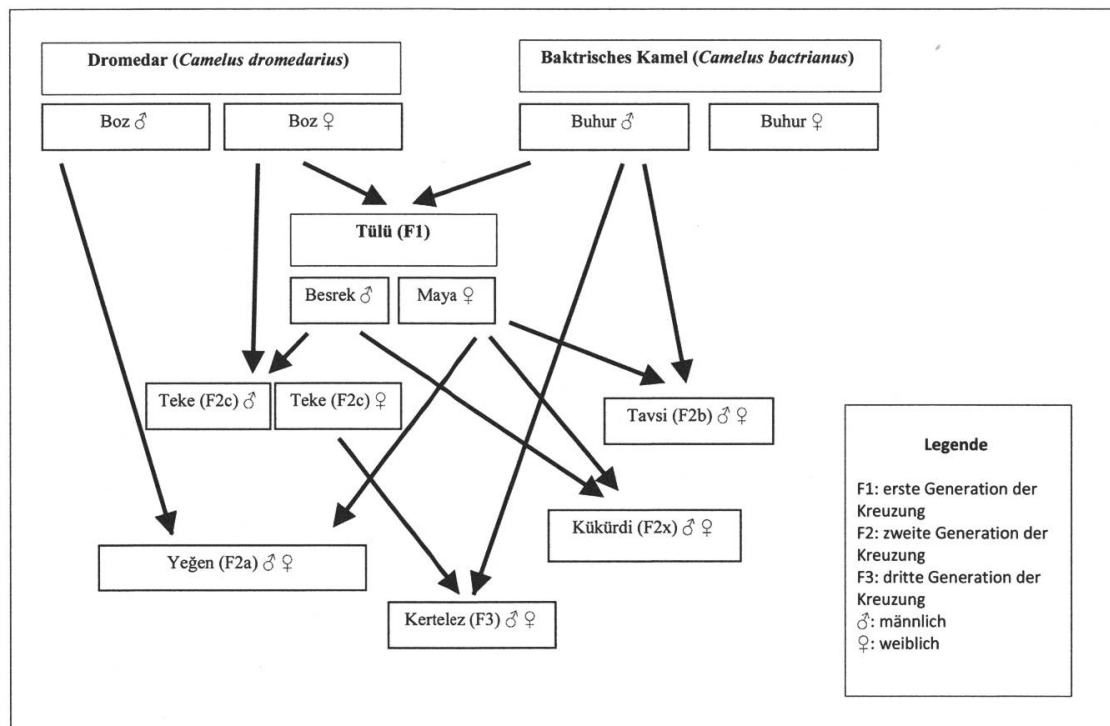 Dromedar (Camelus dromedarius)
Baktrisches Kamel (Camelus bactrianus)
Boz ♂
Boz ♀
Buhur ♂
Buhur ♀
Tülü (F1)
Besrek ♂
Maya ♀
Teke (F2c) ♂
Teke (F2c) ♀
Tavsi (F2b) ♂ ♀
Kükürdi (F2x) ♂ ♀
Yeğen (F2a) ♂ ♀
Kertelez (F3) ♂ ♀
Legende
F1: erste Generation der
Kreuzung
F2: zweite Generation der
Kreuzung
F3: dritte Generation der
Kreuzung
♂: männlich
♀: weiblich